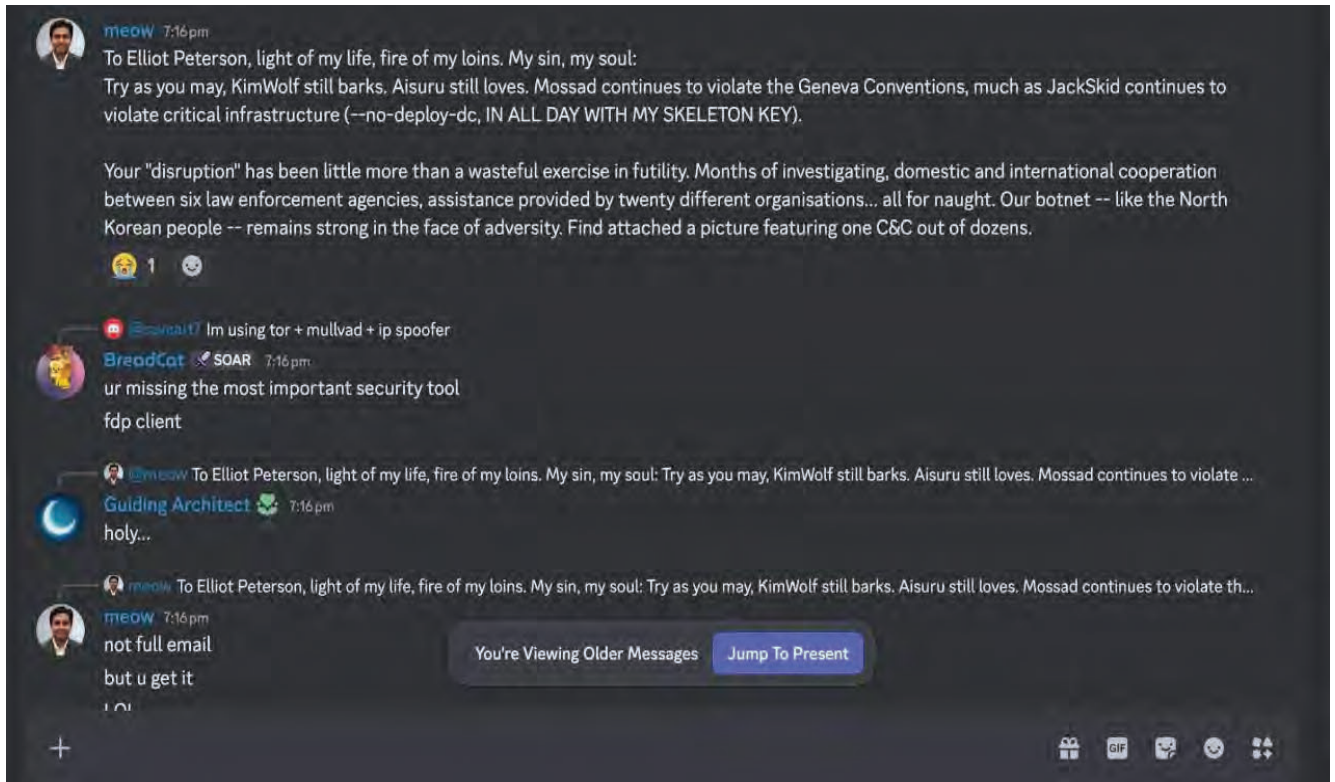 meow 7:16pm
To Elliot Peterson, light of my life, fire of my loins. My sin, my soul:
Try as you may, KimWolf still barks. Aisuru still loves. Mossad continues to violate the Geneva Conventions, much as JackSkid continues to
violate critical infrastructure (--no-deploy-dc, IN ALL DAY WITH MY SKELETON KEY).
Your "disruption" has been little more than a wasteful exercise in futility. Months of investigating, domestic and international cooperation
between six law enforcement agencies, assistance provided by twenty different organisations... all for naught. Our botnet -- like the North
Korean people -- remains strong in the face of adversity. Find attached a picture featuring one C&C out of dozens.
1
Im using tor + mullvad + ip spoofer
BreadCat SOAR 7:16pm
ur missing the most important security tool
fdp client
@meow To Elliot Peterson, light of my life, fire of my loins. My sin, my soul: Try as you may, KimWolf still barks. Aisuru still loves. Mossad continues to violate ...
Guiding Architect 7:16pm
holy...
meow To Elliot Peterson, light of my life, fire of my loins. My sin, my soul: Try as you may, KimWolf still barks. Aisuru still loves. Mossad continues to violate th...
meow 7:16pm
not full email
but u get it
LOL
You're Viewing Older Messages Jump To Present
GIF